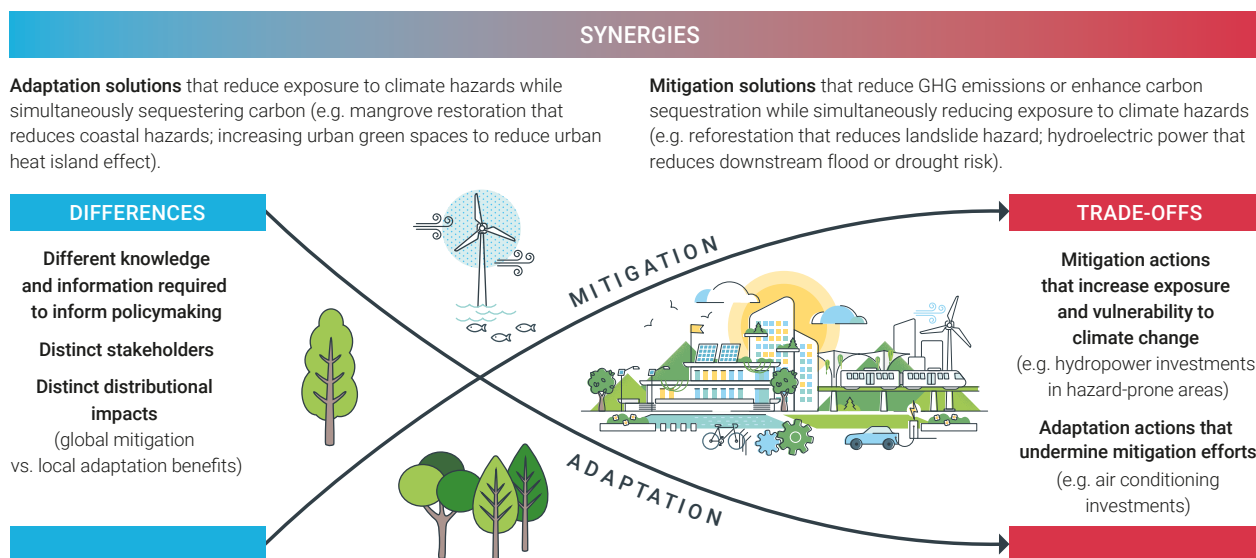 SYNERGIES
Adaptation solutions that reduce exposure to climate hazards while
simultaneously sequestering carbon (e.g. mangrove restoration that
reduces coastal hazards; increasing urban green spaces to reduce urban
heat island effect).
Mitigation solutions that reduce GHG emissions or enhance carbon
sequestration while simultaneously reducing exposure to climate hazards
(e.g. reforestation that reduces landslide hazard; hydroelectric power that
reduces downstream flood or drought risk).
DIFFERENCES
Different knowledge
and information required
to inform policymaking
Distinct stakeholders
Distinct distributional
impacts
(global mitigation
vs. local adaptation benefits)
MITIGATION
ADAPTATION
TRADE-OFFS
Mitigation actions
that increase exposure
and vulnerability to
climate change
(e.g. hydropower investments
in hazard-prone areas)
Adaptation actions that
undermine mitigation efforts
(e.g. air conditioning
investments)